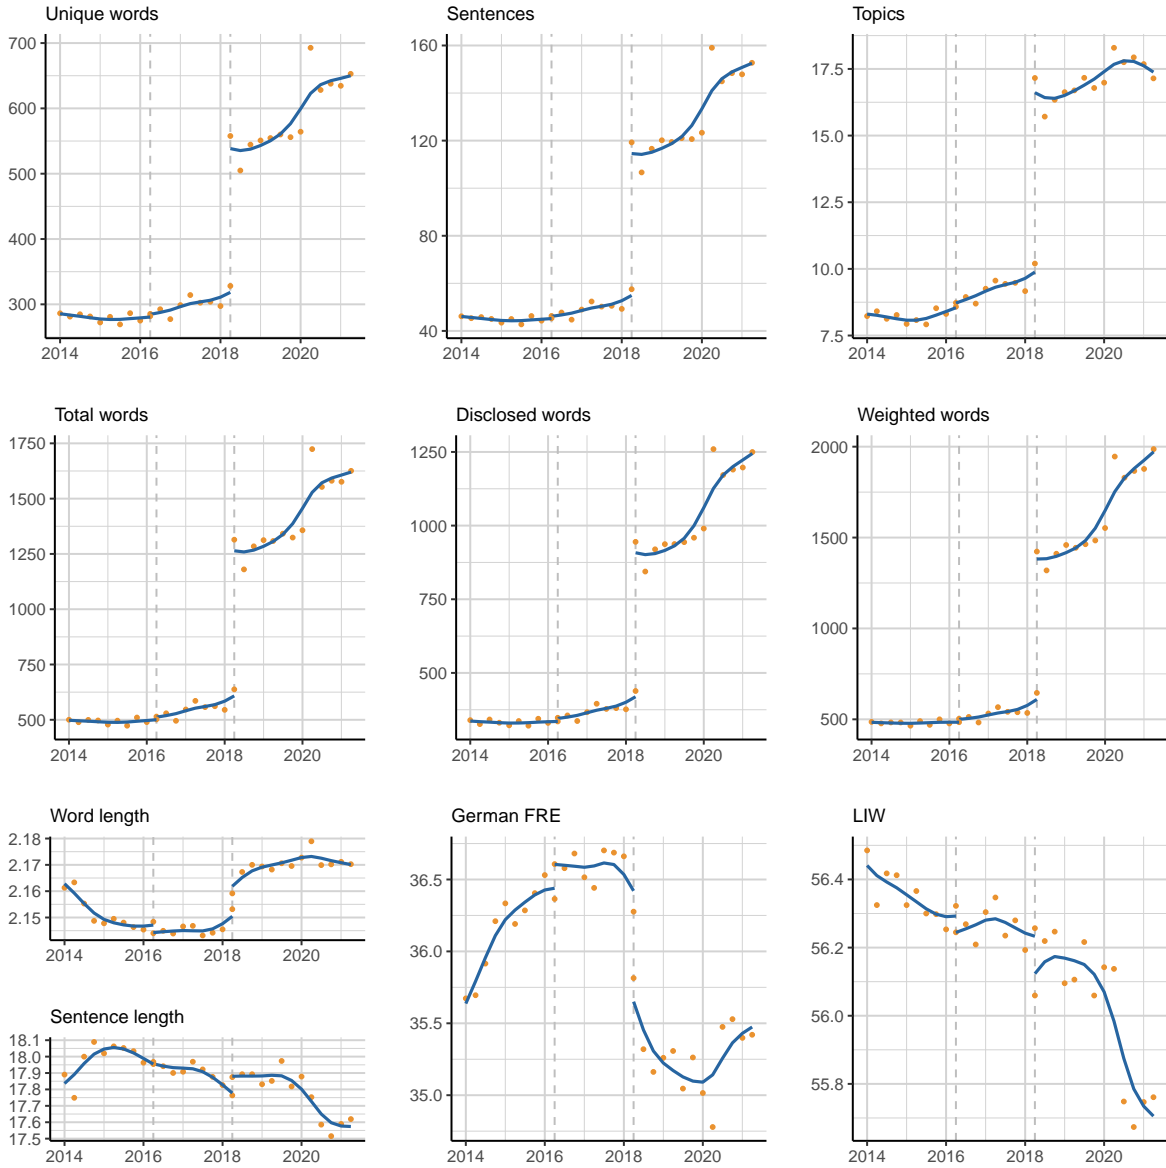 Unique words
700
600
500
400
300
2014 2016 2018 2020
Sentences
160
120
80
40
2014 2016 2018 2020
Topics
17.5
15.0
12.5
10.0
7.5
2014 2016 2018 2020
Total words
1750
1500
1250
1000
750
500
2014 2016 2018 2020
Disclosed words
1250
1000
750
500
2014 2016 2018 2020
Weighted words
2000
1500
1000
500
2014 2016 2018 2020
Word length
2.18
2.17
2.16
2.15
2014 2016 2018 2020
Sentence length
18.1
18.0
17.9
17.8
17.7
17.6
17.5
2014 2016 2018 2020
German FRE
36.5
36.0
35.5
35.0
2014 2016 2018 2020
LIW
56.4
56.2
56.0
55.8
2014 2016 2018 2020